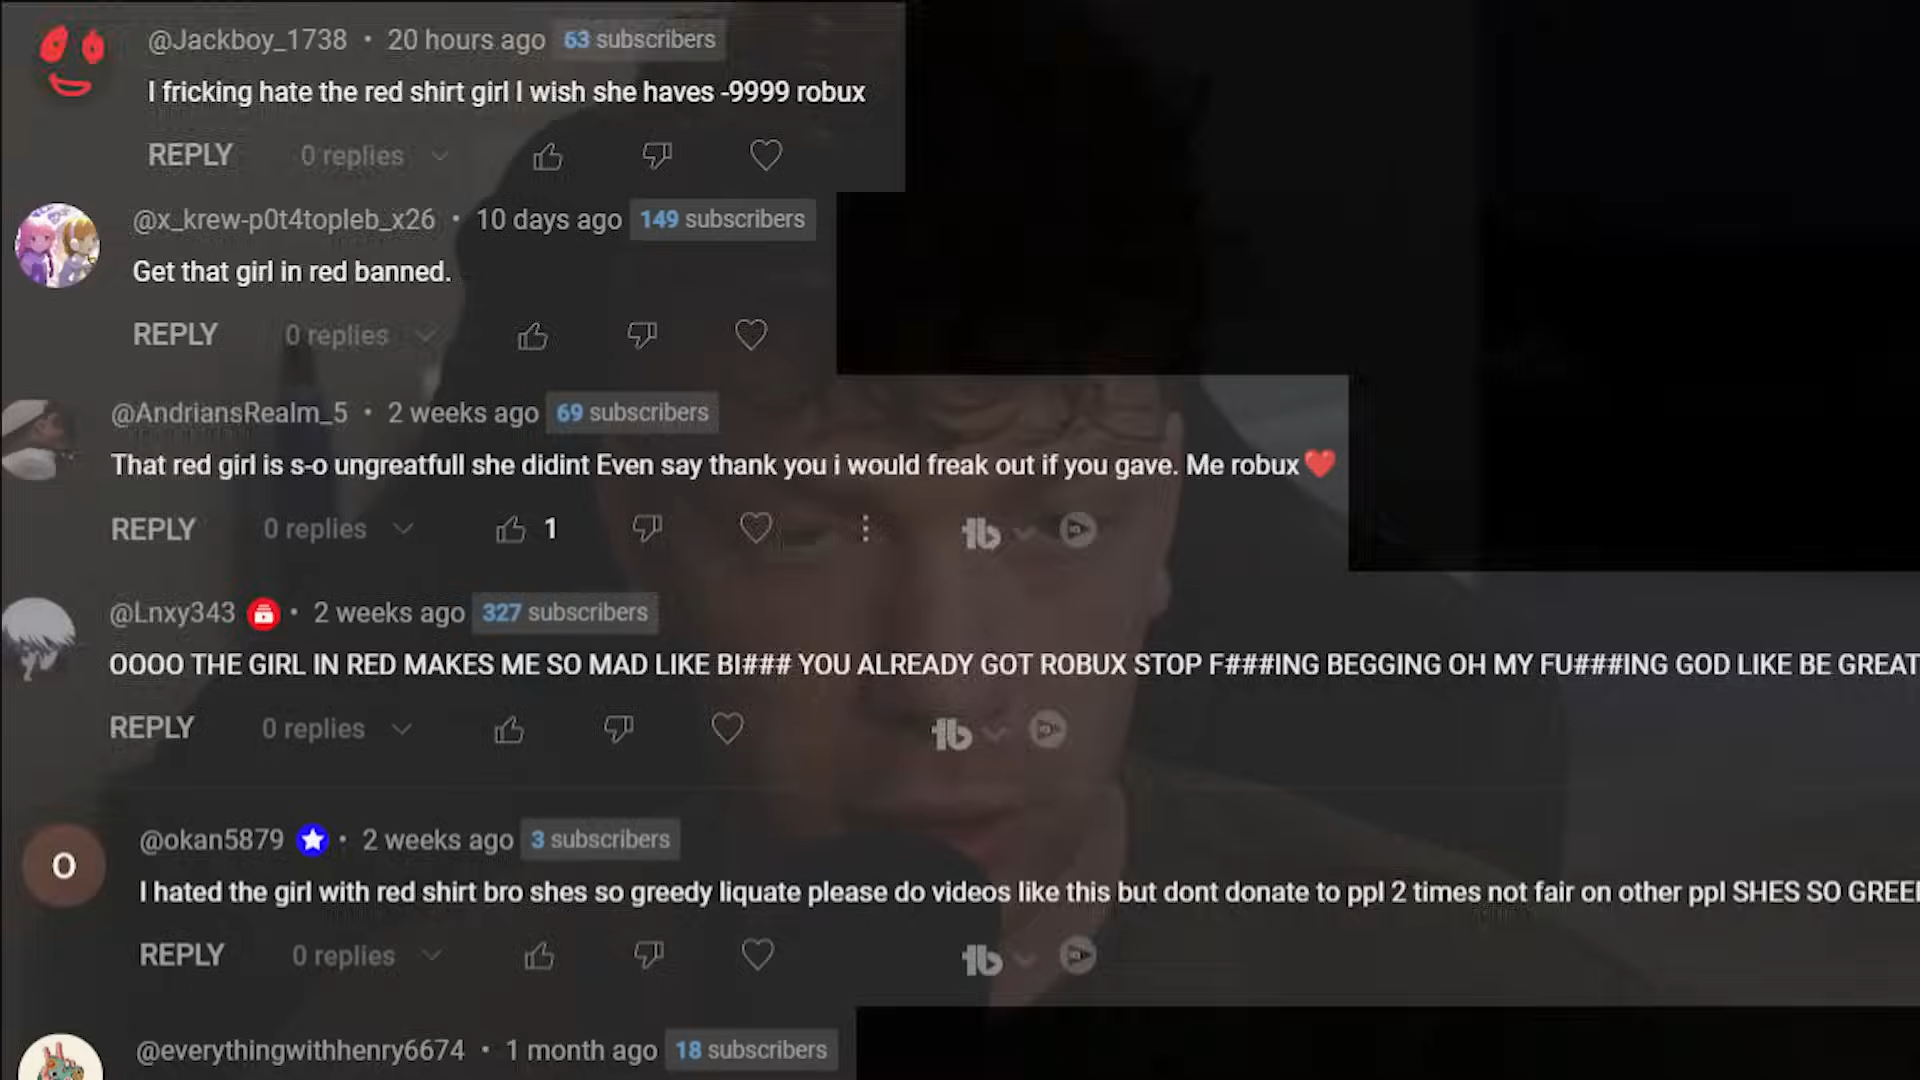 @Jackboy_1738 • 20 hours ago 63 subscribers
I fricking hate the red shirt girl I wish she haves -9999 robux
REPLY 0 replies
@x_krew-p0t4topleb_x26 • 10 days ago 149 subscribers
Get that girl in red banned.
REPLY 0 replies
@AndriansRealm_5 • 2 weeks ago 69 subscribers
That red girl is s-o ungreatfull she didint Even say thank you i would freak out if you gave. Me robux❤️
REPLY 0 replies 1 tb
@Lnxy343 • 2 weeks ago 327 subscribers
OOOO THE GIRL IN RED MAKES ME SO MAD LIKE BI### YOU ALREADY GOT ROBUX STOP F###ING BEGGING OH MY FU###ING GOD LIKE BE GREAT
REPLY 0 replies tb
O
@okan5879 • 2 weeks ago 3 subscribers
I hated the girl with red shirt bro shes so greedy liquate please do videos like this but dont donate to ppl 2 times not fair on other ppl SHES SO GREE
REPLY 0 replies tb
@everythingwithhenry6674 • 1 month ago 18 subscribers